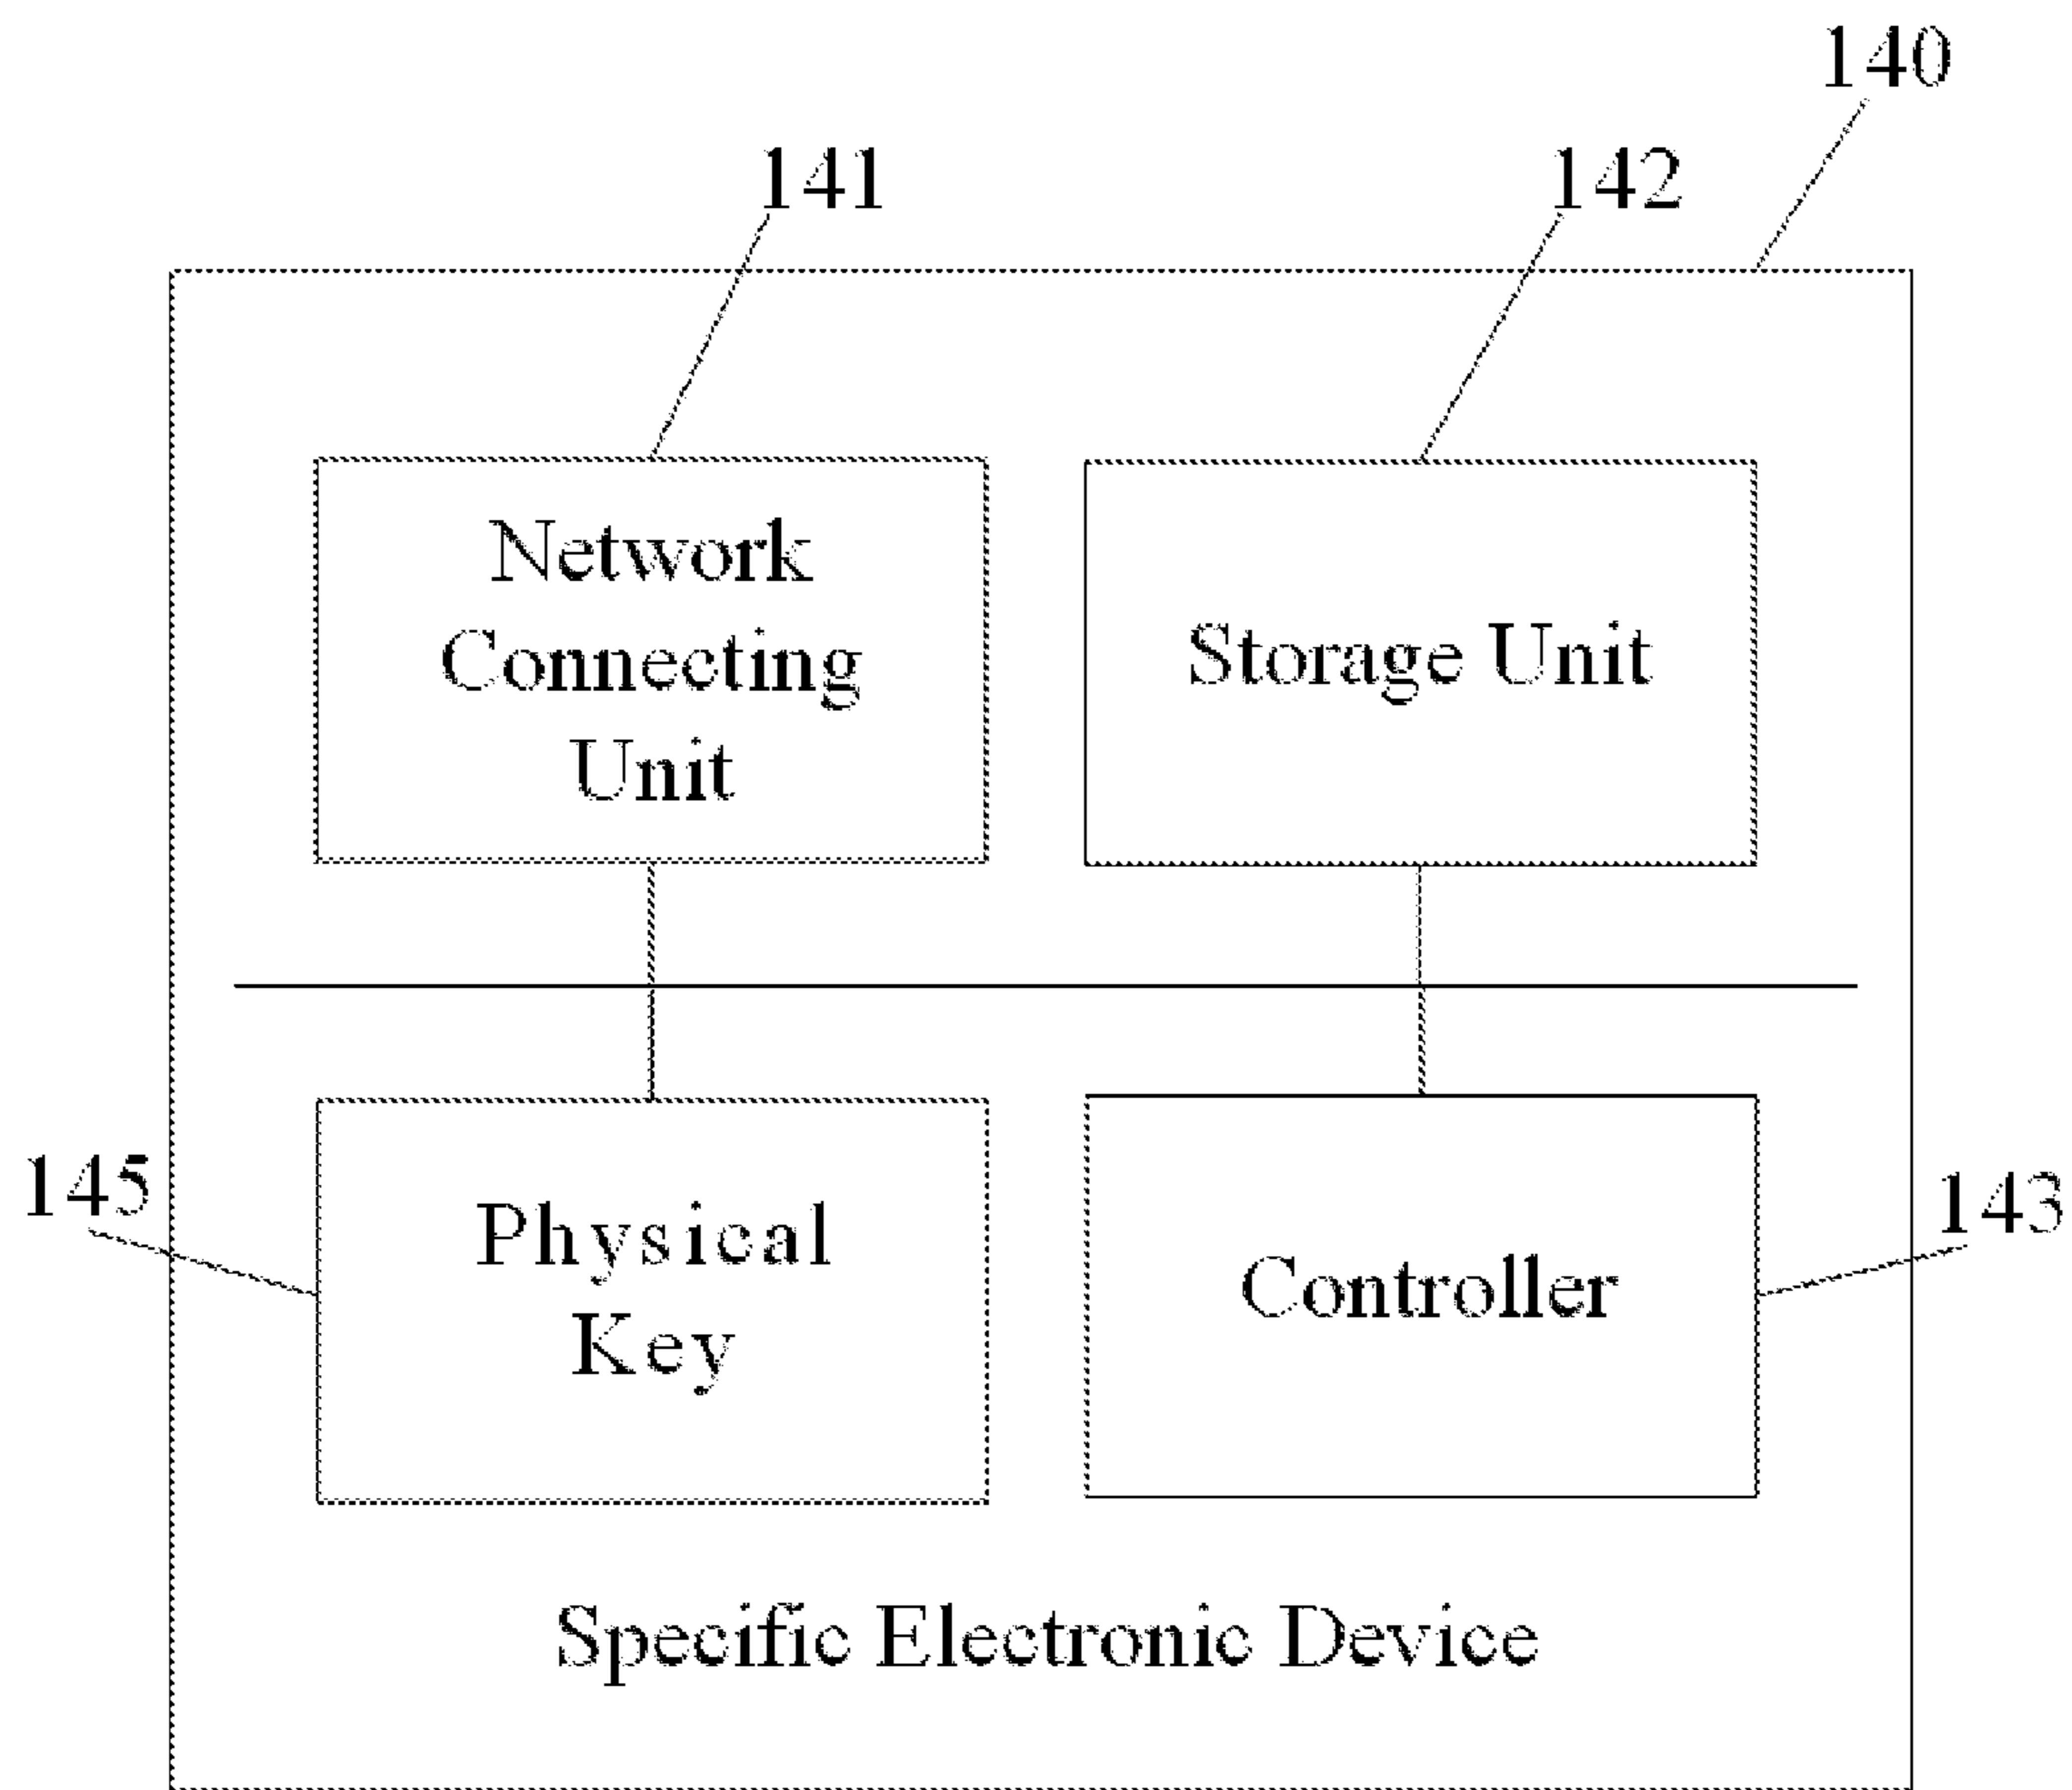 140
141
142
Network
Connecting
Unit
Storage Unit
145
143
Physical
Key
Controller
Specific Electronic Device